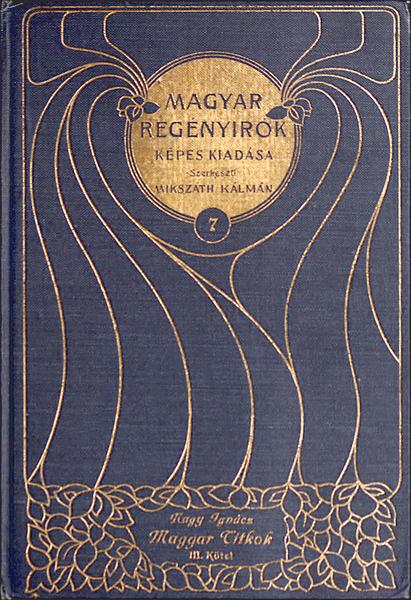 MAGYAR
REGÉNYIRÓK
KÉPES KIADÁSA
Szerkeszti
MIKSZÁTH KÁLMÁN
7
Nagy Ignácz
Magyar Titkok
III. Kötet